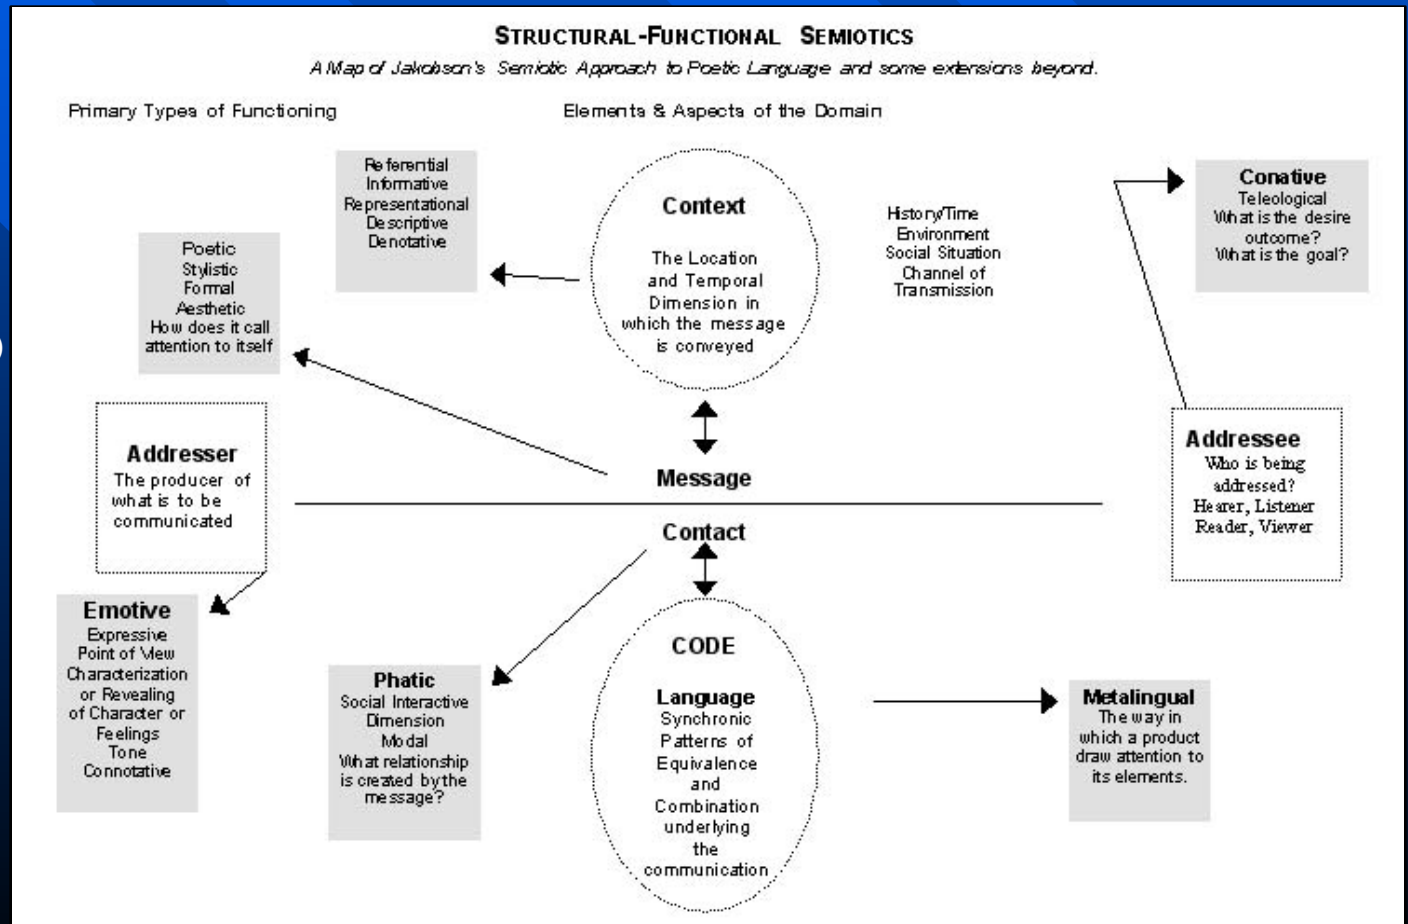 STRUCTURAL-FUNCTIONAL SEMIOTICS
A Map of Jakobson's Semiotic Approach to Poetic Language and some extensions beyond.
Primary Types of Functioning
Elements & Aspects of the Domain
Referential
Informative
Representational
Descriptive
Denotative
Context
The Location
and Temporal
Dimension in
which the message
is conveyed
History/Time
Environment
Social Situation
Channel of
Transmission
Conative
Teleological
What is the desire
outcome?
What is the goal?
Poetic
Stylistic
Formal
Aesthetic
How does it call
attention to itself
Addresser
The producer of
what is to be
communicated
Message
Contact
Addressee
Who is being
addressed?
Hearer, Listener
Reader, Viewer
Emotive
Expressive
Point of View
Characterization
or Revealing
of Character or
Feelings
Tone
Connotative
Phatic
Social Interactive
Dimension
Modal
What relationship
is created by the
message?
CODE
Language
Synchronic
Patterns of
Equivalence
and
Combination
underlying
the
communication
Metalingual
The way in
which a product
draw attention to
its elements.